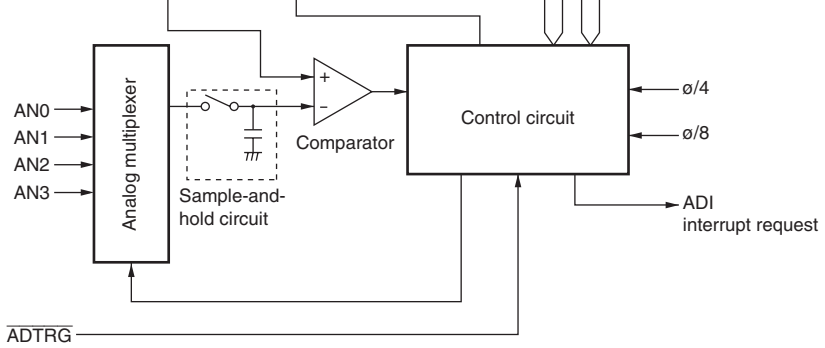 AN0
AN1
AN2
AN3
Analog multiplexer
Sample-and-
hold circuit
+
−
Comparator
Control circuit
ø/4
ø/8
ADI
interrupt request
ADTRG